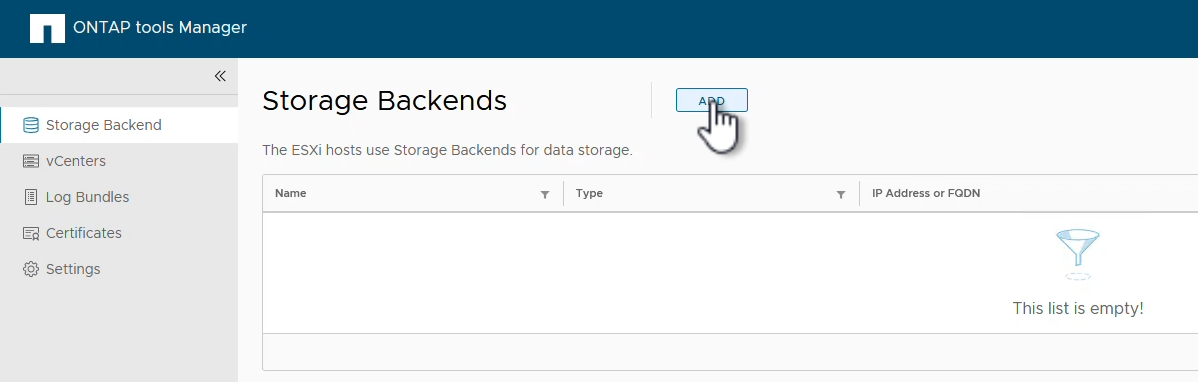 ONTAP tools Manager
Storage Backends
ADD
Storage Backend
vCenters
Log Bundles
Certificates
Settings
The ESXi hosts use Storage Backends for data storage.
Name
Type
IP Address or FQDN
This list is empty!